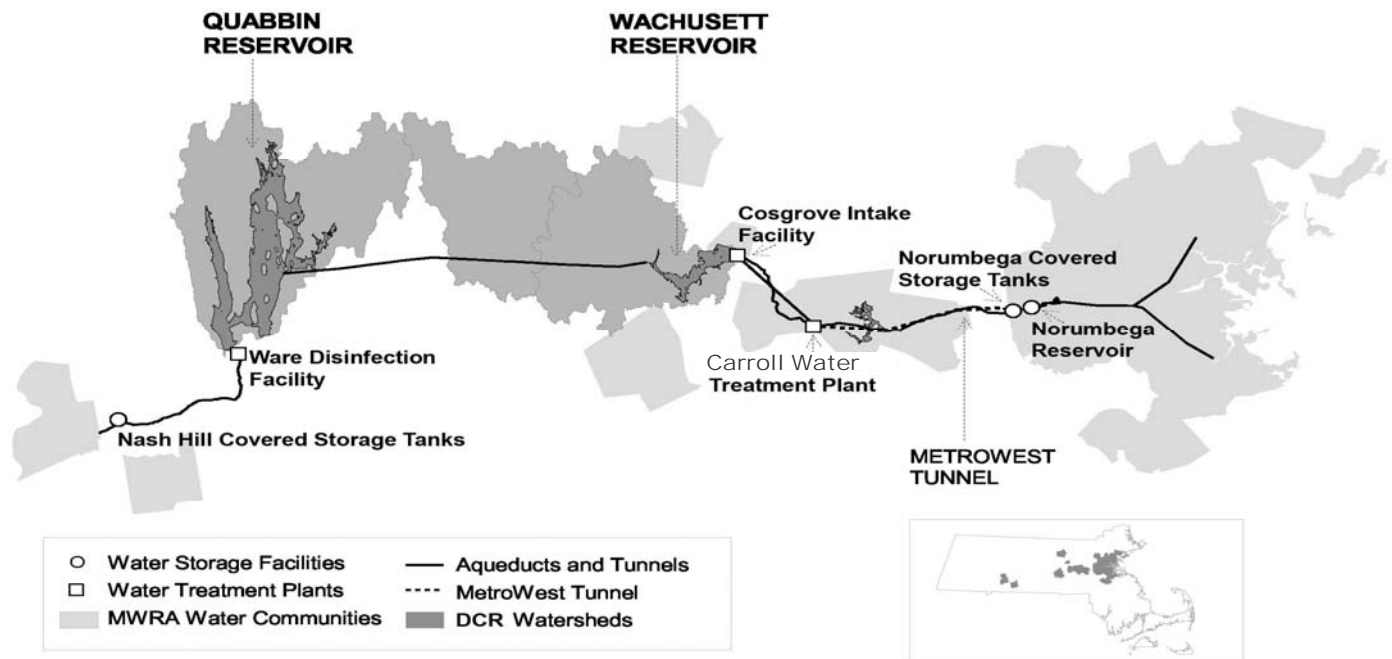 QUABBIN
RESERVOIR
WACHUSETT
RESERVOIR
Cosgrove Intake
Facility
Norumbega Covered
Storage Tanks
Norumbega
Reservoir
Ware Disinfection
Facility
Carroll Water
Treatment Plant
Nash Hill Covered Storage Tanks
METROWEST
TUNNEL
Water Storage Facilities
Water Treatment Plants
MWRA Water Communities
Aqueducts and Tunnels
MetroWest Tunnel
DCR Watersheds